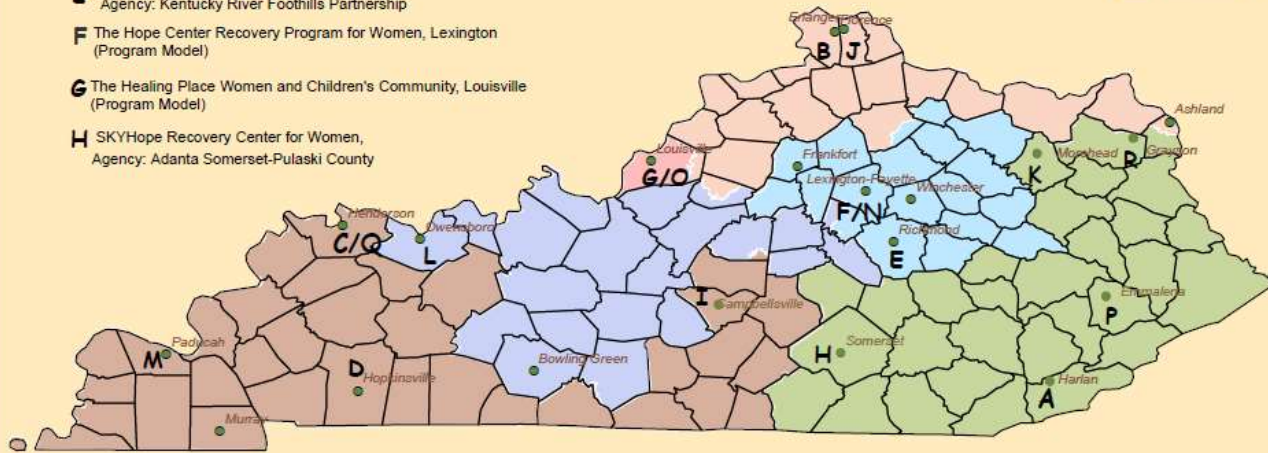 Agency: Kentucky River Foothills Partnership
F The Hope Center Recovery Program for Women, Lexington
(Program Model)
G The Healing Place Women and Children's Community, Louisville
(Program Model)
H SKYHope Recovery Center for Women,
Agency: Adanta Somerset-Pulaski County
Erlanger
Florence
B J
Ashland
Louisville
G/O
Frankfort
Morehead
K
R
Grayson
Lexington-Fayette
Winchester
F/N
Richmond
E
Henderson
C/Q
Owensboro
L
I
Campbellsville
Emmalena
P
Paducah
M
D
Hopkinsville
Bowling Green
H
Somerset
Harlan
A
Murray